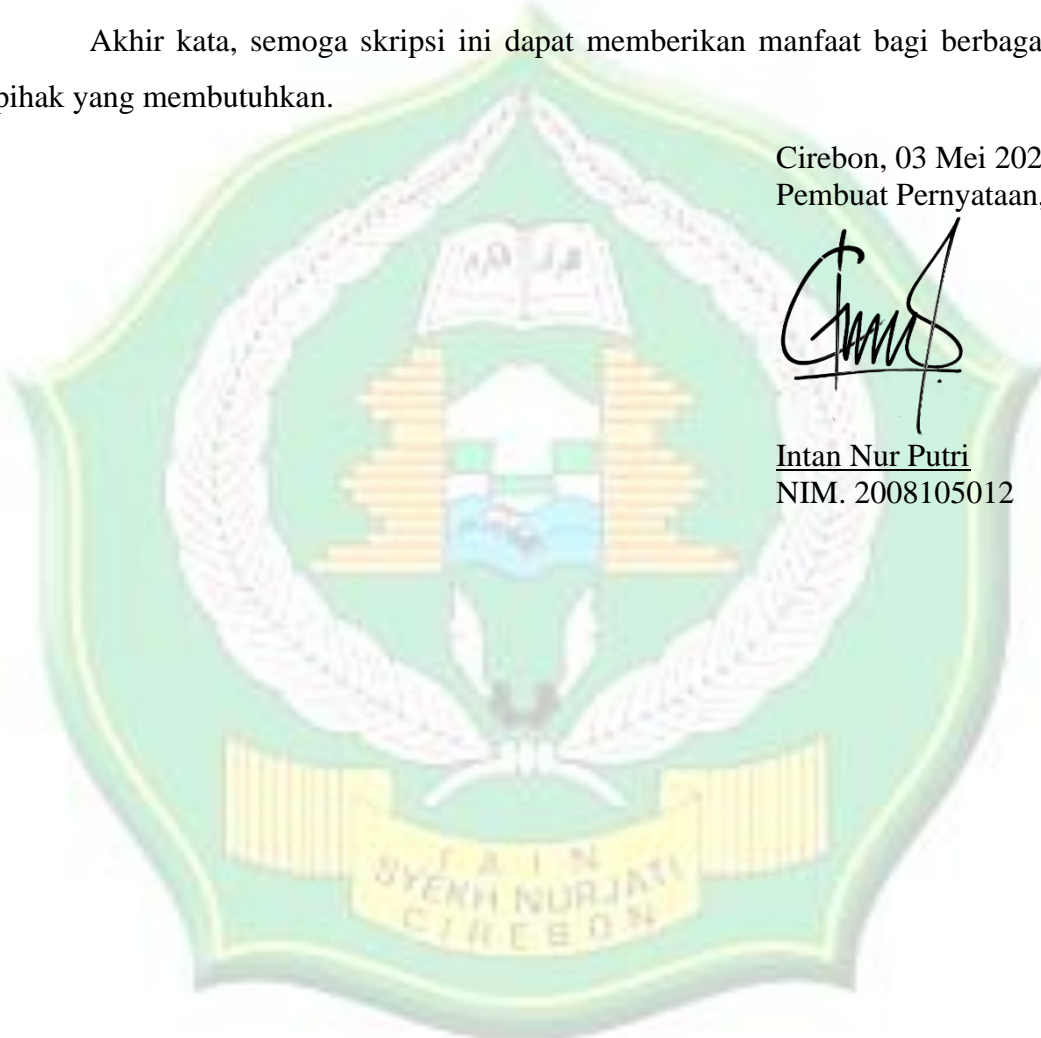 Akhir kata, semoga skripsi ini dapat memberikan manfaat bagi berbaga
pihak yang membutuhkan.
Cirebon, 03 Mei 202
Pembuat Pernyataan,
Intan Nur Putri
NIM. 2008105012
I A I N
SYEKH NURJATI
CIREBON